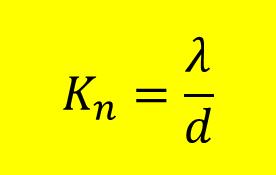 Kₙ = λ/d